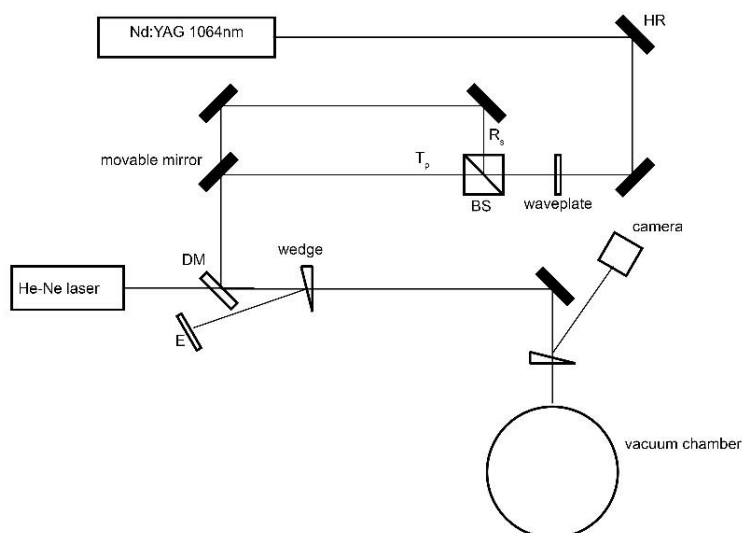 Nd:YAG 1064nm
HR
movable mirror
Rs
Tp
BS
waveplate
camera
wedge
DM
He-Ne laser
E
vacuum chamber